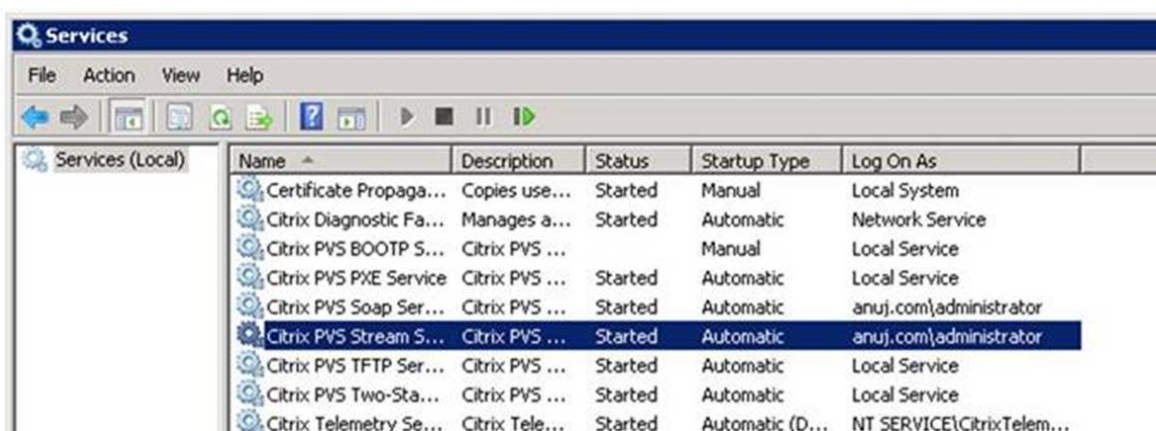 Services
File Action View Help
Services (Local)
Name Description Status Startup Type Log On As
Certificate Propaga... Copies use... Started Manual Local System
Citrix Diagnostic Fa... Manages a... Started Automatic Network Service
Citrix PVS BOOTP S... Citrix PVS ... Manual Local Service
Citrix PVS PXE Service Citrix PVS ... Started Automatic Local Service
Citrix PVS Soap Ser... Citrix PVS ... Started Automatic anuj.com\administrator
Citrix PVS Stream S... Citrix PVS ... Started Automatic anuj.com\administrator
Citrix PVS TFTP Ser... Citrix PVS ... Started Automatic Local Service
Citrix PVS Two-Sta... Citrix PVS ... Started Automatic Local Service
Citrix Telemetry Se... Citrix Tele... Started Automatic (D... NT SERVICE\CitrixTelem...